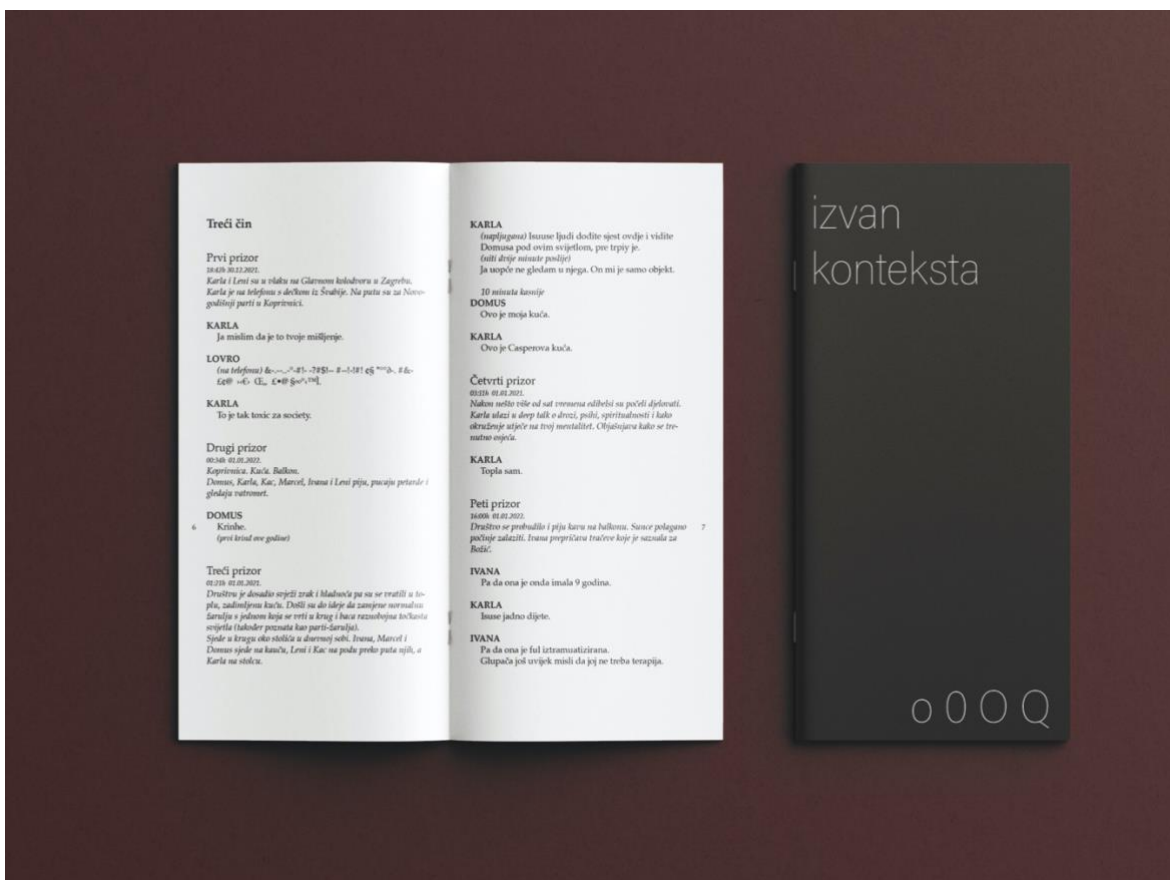 Treći čin
Prvi prizor
18:42h 30.12.2021.
Karla i Leni su u vlaku na Glavnom kolodvoru u Zagrebu.
Karla je na telefonu s dečkom iz Švabije. Na putu su za Novo-
godišnji parti u Koprivnici.
KARLA
Ja mislim da je to tvoje mišljenje.
LOVRO
(na telefonu)
KARLA
To je tak toxic za society.
Drugi prizor
00:34h 01.01.2022.
Koprivnica. Kuća. Balkon.
Domus, Karla, Kac, Marcel, Ivana i Leni piju, pucaju petarde i
gledaju vatromet.
DOMUS
Krinhe.
(prvi krind ove godine)
6
Treći prizor
01:21h 01.01.2021.
Društvu je dosadio svježi zrak i hladnoća pa su se vratili u to-
plu, zadimljenu kuću. Došli su do ideje da zamjene normalnu
žarulju s jednom koja se vrti u krug i baca raznobojna točkasta
svijetla (također poznata kao parti-žarulja).
Sjede u krugu oko stolića u dnevnoj sobi. Ivana, Marcel i
Domus sjede na kauču, Leni i Kac na podu preko puta njih, a
Karla na stolcu.
KARLA
(napljugana) Isuuse ljudi dođite sjest ovdje i vidite
Domusa pod ovim svijetlom, pre trpiy je.
(niti dvije minute poslije)
Ja uopće ne gledam u njega. On mi je samo objekt.
10 minuta kasnije
DOMUS
Ovo je moja kuća.
KARLA
Ovo je Casperova kuća.
Četvrti prizor
03:31h 01.01.2021.
Nakon nešto više od sat vremena edibelsi su počeli djelovati.
Karla ulazi u deep talk o drozi, psihi, spiritualnosti i kako
okruženje utječe na tvoj mentalitet. Objašnjava kako se tre-
nutno osjeća.
KARLA
Topla sam.
Peti prizor
16:00h 01.01.2022.
Društvo se probudilo i piju kavu na balkonu. Sunce polagano
počinje zalaziti. Ivana prepričava tračeve koje je saznala za
Božić.
7
IVANA
Pa da ona je onda imala 9 godina.
KARLA
Isuse jadno dijete.
IVANA
Pa da ona je ful iztramuatizirana.
Glupača još uvijek misli da joj ne treba terapija.
izvan
konteksta
o 0 O Q